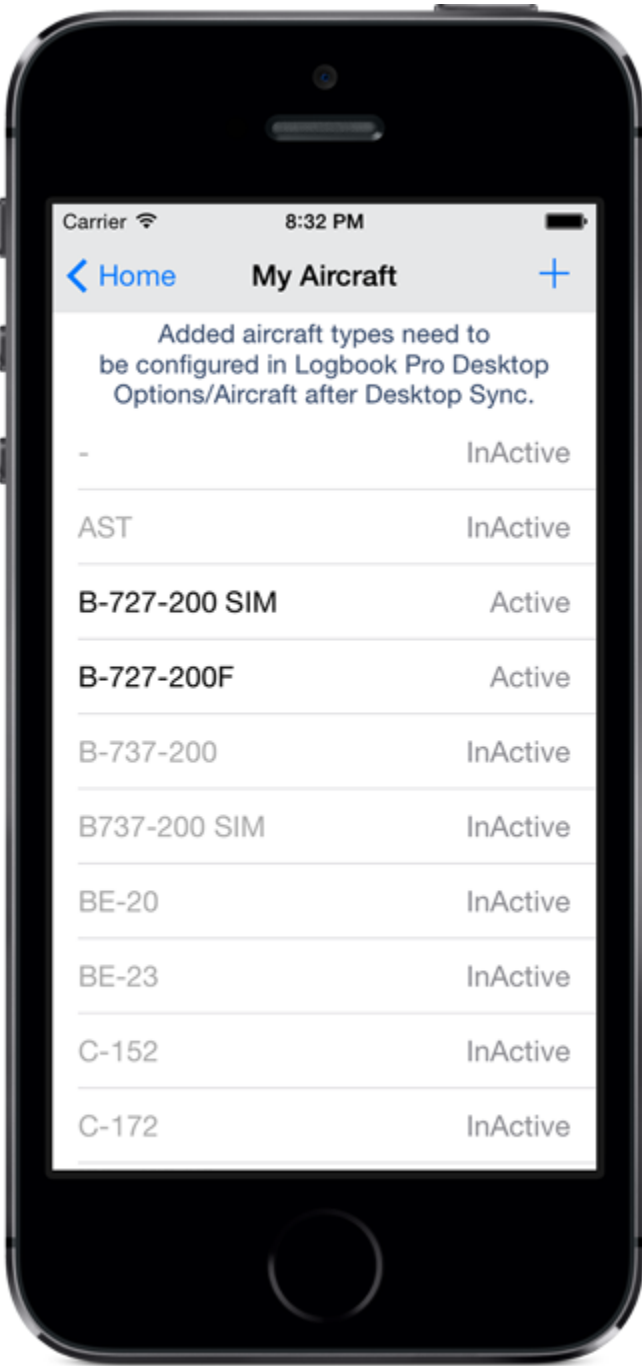 Carrier 8:32 PM
Home My Aircraft +
Added aircraft types need to
be configured in Logbook Pro Desktop
Options/Aircraft after Desktop Sync.
- InActive
AST InActive
B-727-200 SIM Active
B-727-200F Active
B-737-200 InActive
B737-200 SIM InActive
BE-20 InActive
BE-23 InActive
C-152 InActive
C-172 InActive